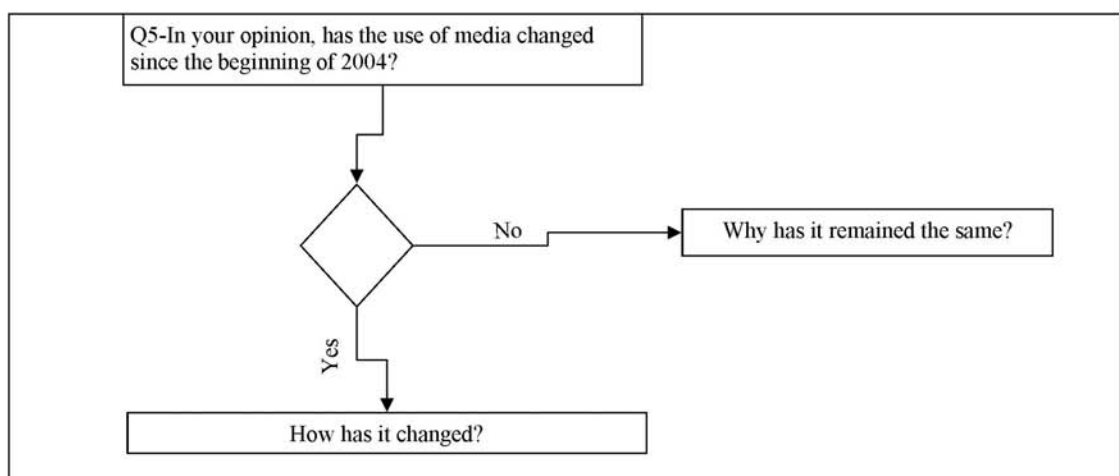 Q5-In your opinion, has the use of media changed
since the beginning of 2004?
No
Why has it remained the same?
Yes
How has it changed?